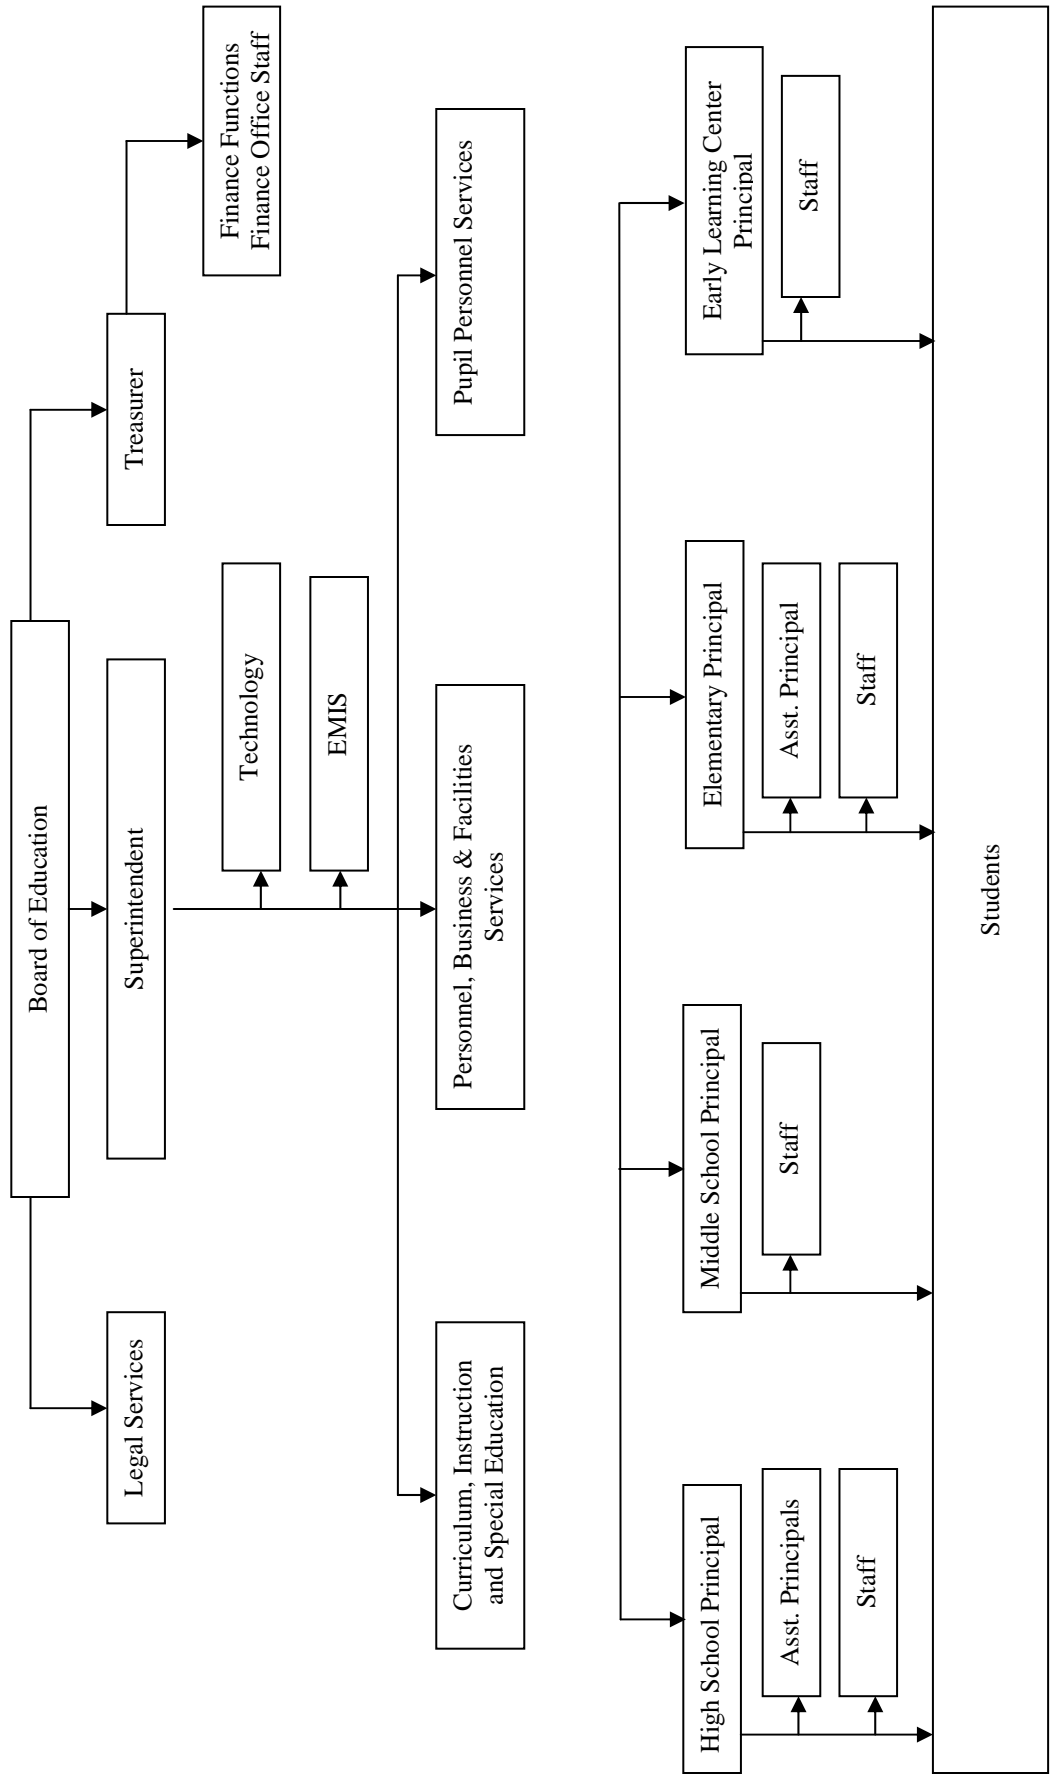 Board of Education
Legal Services
Superintendent
Treasurer
Finance Functions
Finance Office Staff
Technology
EMIS
Curriculum, Instruction
and Special Education
Personnel, Business & Facilities
Services
Pupil Personnel Services
High School Principal
Asst. Principals
Staff
Middle School Principal
Staff
Elementary Principal
Asst. Principal
Staff
Early Learning Center
Principal
Staff
Students